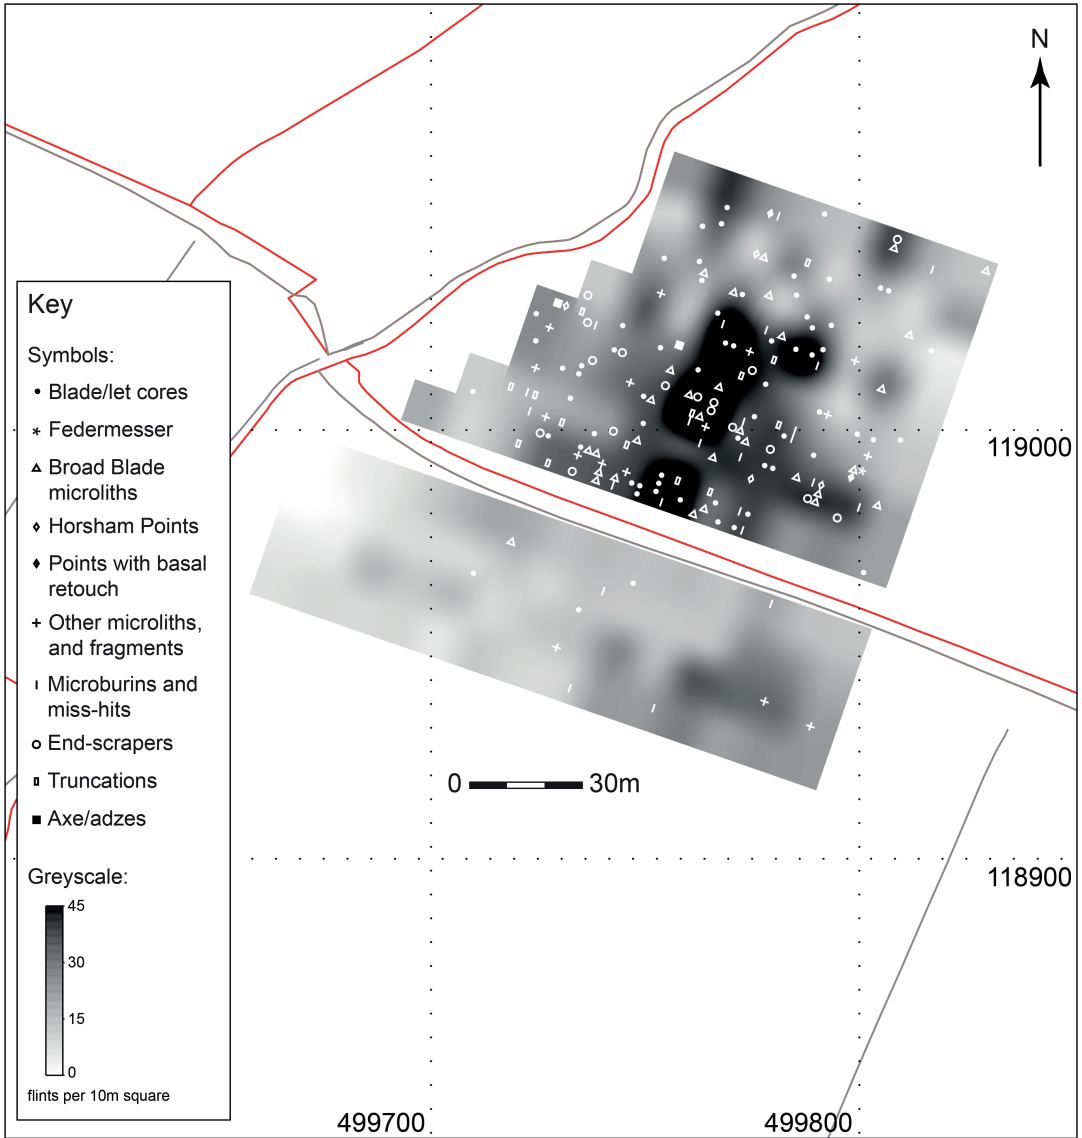 N
Key
Symbols:
Blade/let cores
Federmesser
Broad Blade
microliths
Horsham Points
Points with basal
retouch
Other microliths,
and fragments
Microburins and
miss-hits
End-scrapers
Truncations
Axe/adzes
Greyscale:
45
30
15
0
flints per 10m square
119000
0 30m
118900
499700 499800